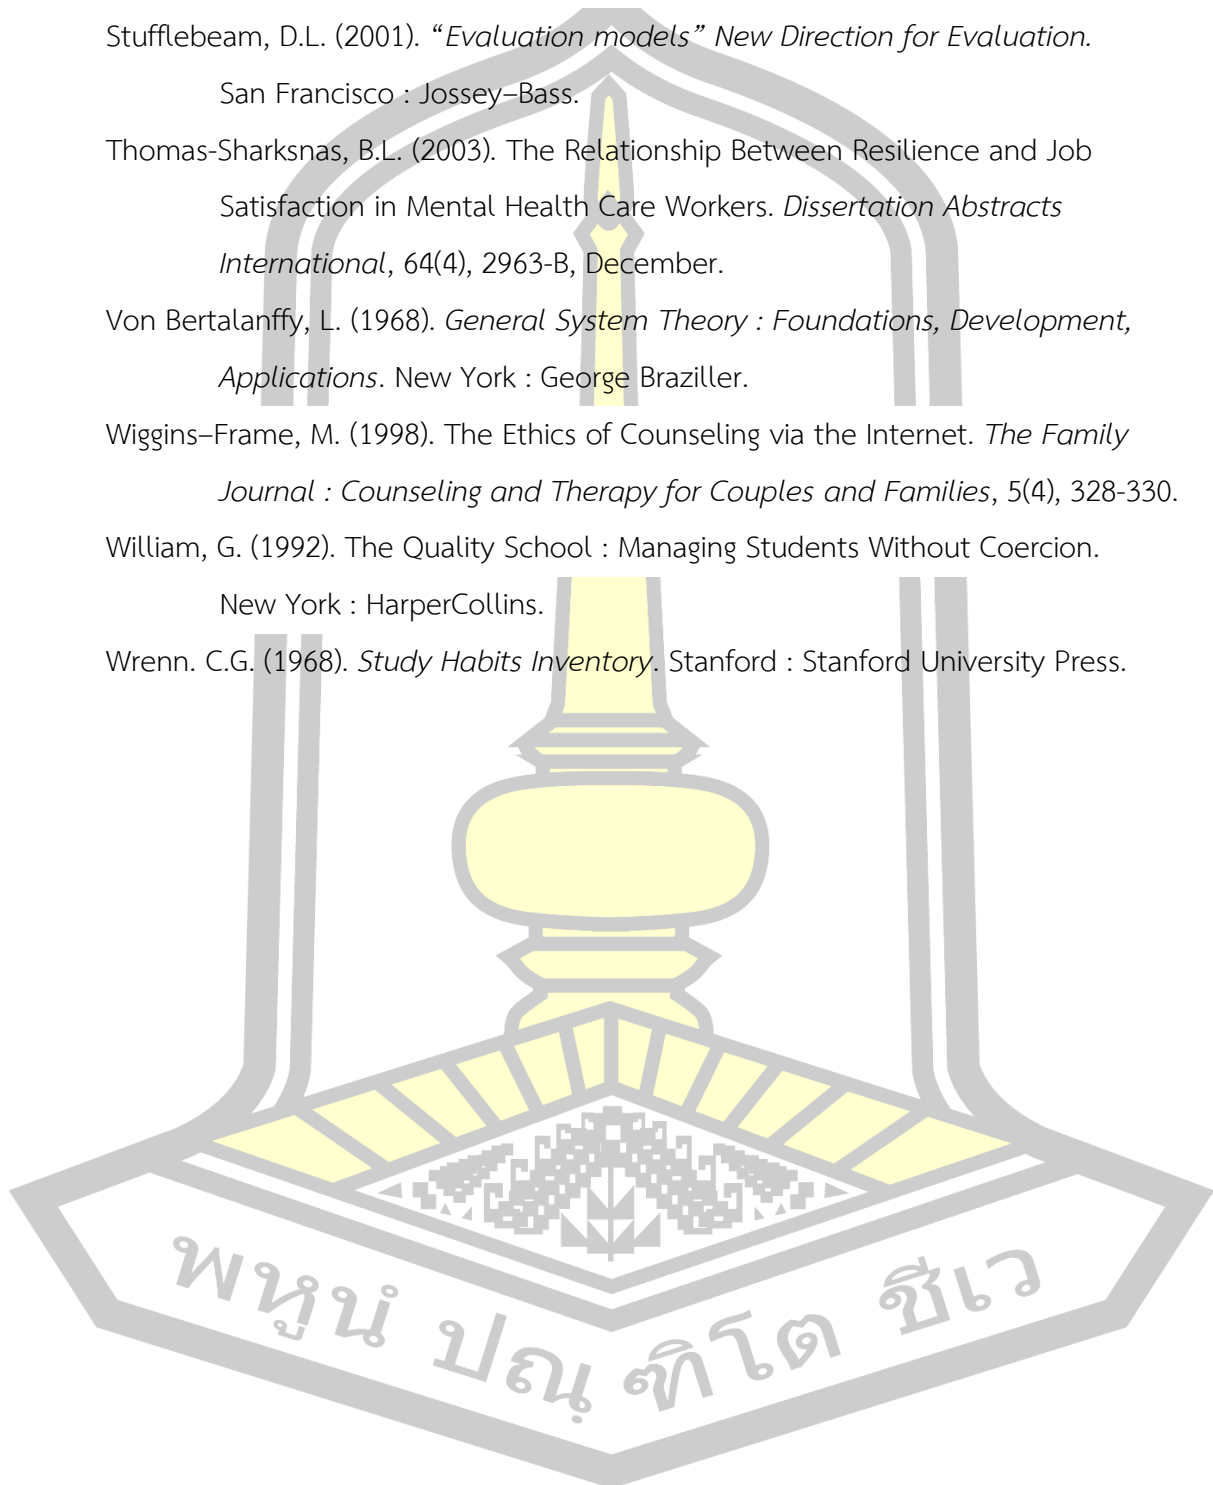 Stufflebeam, D.L. (2001). “Evaluation models” New Direction for Evaluation.
San Francisco : Jossey–Bass.
Thomas-Sharksnas, B.L. (2003). The Relationship Between Resilience and Job
Satisfaction in Mental Health Care Workers. Dissertation Abstracts
International, 64(4), 2963-B, December.
Von Bertalanffy, L. (1968). General System Theory : Foundations, Development,
Applications. New York : George Braziller.
Wiggins–Frame, M. (1998). The Ethics of Counseling via the Internet. The Family
Journal : Counseling and Therapy for Couples and Families, 5(4), 328-330.
William, G. (1992). The Quality School : Managing Students Without Coercion.
New York : HarperCollins.
Wrenn. C.G. (1968). Study Habits Inventory. Stanford : Stanford University Press.
พหูนํ ปณฺ ฑิโต ชีเว